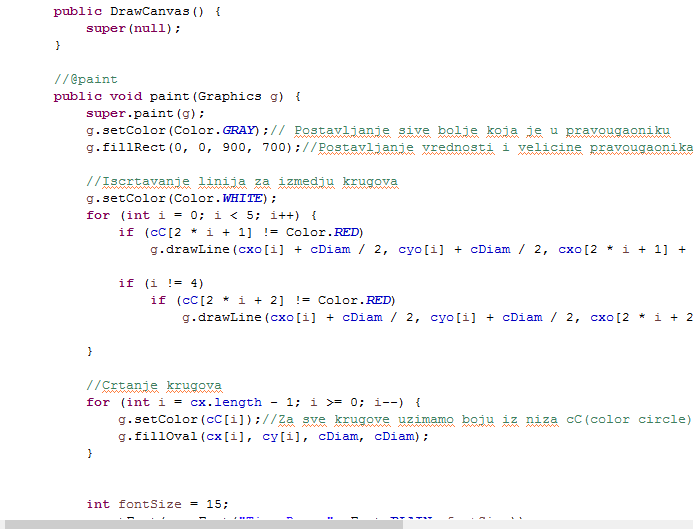 public DrawCanvas() {
super(null);
}
//@paint
public void paint(Graphics g) {
super.paint(g);
g.setColor(Color.GRAY);// Postavljanje sive bolje koja je u pravougaoniku
g.fillRect(0, 0, 900, 700);//Postavljanje vrednosti i velicine pravougaonika
//Iscrtavanje linija za izmedju krugova
g.setColor(Color.WHITE);
for (int i = 0; i < 5; i++) {
if (cC[2 * i + 1] != Color.RED)
g.drawLine(cxo[i] + cDiam / 2, cyo[i] + cDiam / 2, cxo[2 * i + 1] +
if (i != 4)
if (cC[2 * i + 2] != Color.RED)
g.drawLine(cxo[i] + cDiam / 2, cyo[i] + cDiam / 2, cxo[2 * i + 2
}
//Crtanje krugova
for (int i = cx.length - 1; i >= 0; i--) {
g.setColor(cC[i]);//Za sve krugove uzimamo boju iz niza cC(color circle)
g.fillOval(cx[i], cy[i], cDiam, cDiam);
}
int fontSize = 15;